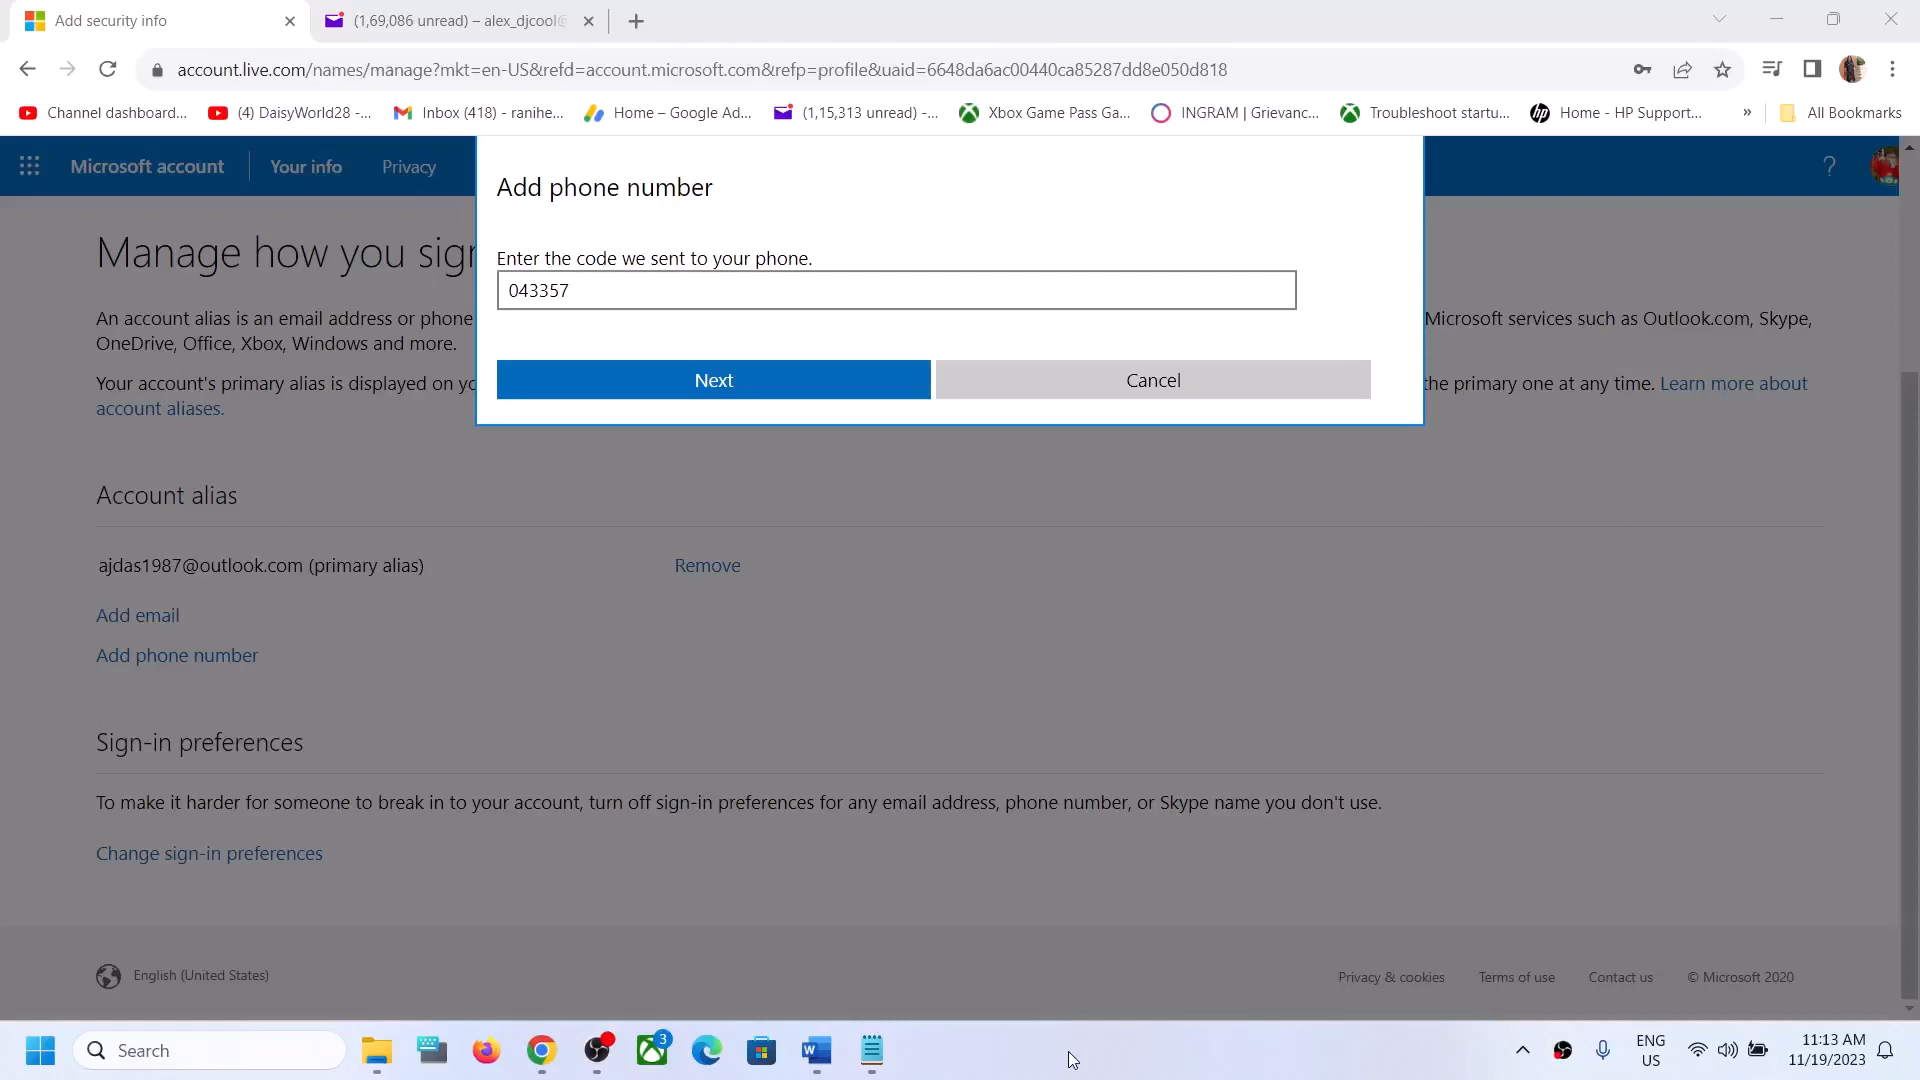 Add security info
(1,69,086 unread) – alex_djcool@
account.live.com/names/manage?mkt=en-US&refd=account.microsoft.com&refp=profile&uaid=6648da6ac00440ca85287dd8e050d818
Channel dashboard...
(4) DaisyWorld28 -...
Inbox (418) - ranihe...
Home – Google Ad...
(1,15,313 unread) -...
Xbox Game Pass Ga...
INGRAM | Grievanc...
Troubleshoot startu...
Home - HP Support...
»
All Bookmarks
Microsoft account
Your info
Privacy
?
Add phone number
Enter the code we sent to your phone.
043357
Next
Cancel
Manage how you sig
An account alias is an email address or phone
Microsoft services such as Outlook.com, Skype,
OneDrive, Office, Xbox, Windows and more.
Your account's primary alias is displayed on yo
the primary one at any time. Learn more about
account aliases.
Account alias
ajdas1987@outlook.com (primary alias)
Remove
Add email
Add phone number
Sign-in preferences
To make it harder for someone to break in to your account, turn off sign-in preferences for any email address, phone number, or Skype name you don't use.
Change sign-in preferences
English (United States)
Privacy & cookies
Terms of use
Contact us
© Microsoft 2020
Search
3
W
ENG
US
11:13 AM
11/19/2023